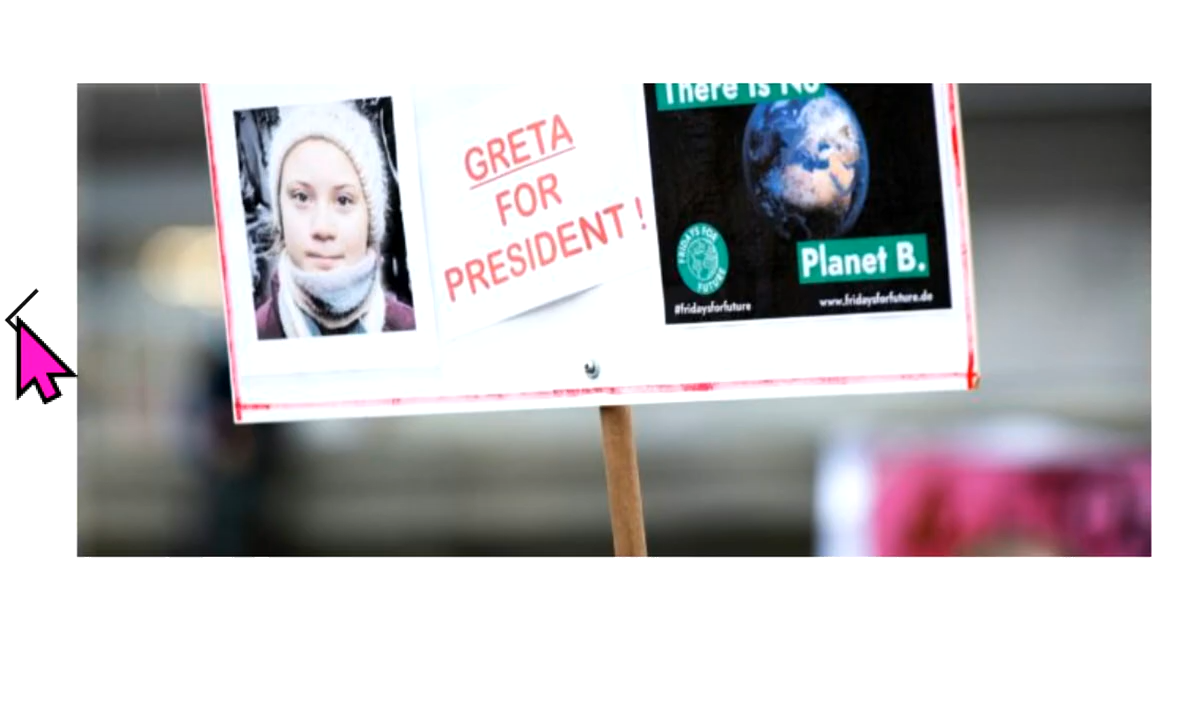 GRETA
FOR
PRESIDENT !
There is No
Planet B.
FRIDAYS FOR
FUTURE
#fridaysforfuture
www.fridaysforfuture.de